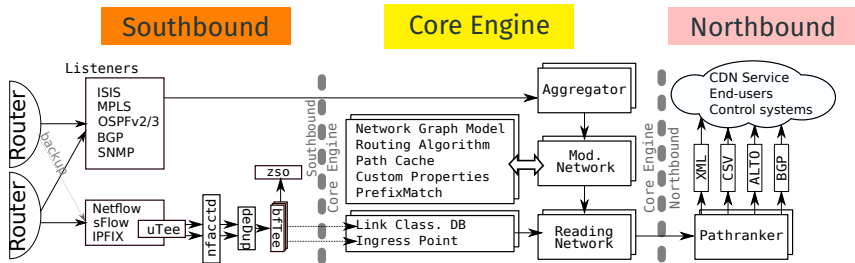 Southbound
Core Engine
Northbound
Listeners
Router
Router
backup
ISIS
MPLS
OSPFv2/3
BGP
SNMP
Netflow
sFlow
IPFIX
uTee
nfacctd
deDup
bfTee
zso
Southbound
Core Engine
Network Graph Model
Routing Algorithm
Path Cache
Custom Properties
PrefixMatch
Link Class. DB
Ingress Point
Aggregator
Mod.
Network
Reading
Network
Core Engine
Northbound
CDN Service
End-users
Control systems
XML
CSV
ALTO
BGP
Pathranker